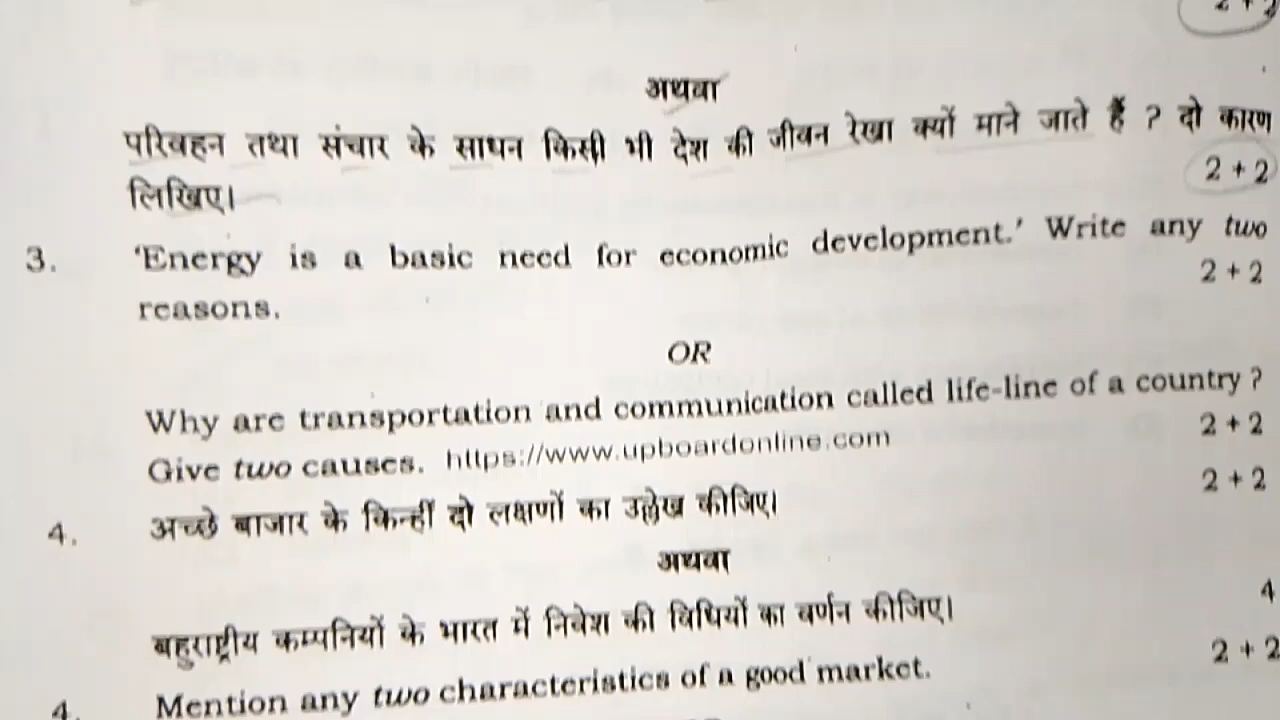 2 + 2
अथवा
परिवहन तथा संचार के साधन किसी भी देश की जीवन रेखा क्यों माने जाते हैं ? दो कारण
लिखिए। 2 + 2
3. ‘Energy is a basic need for economic development.’ Write any two
reasons. 2 + 2
OR
Why are transportation and communication called life-line of a country ?
Give two causes. https://www.upboardonline.com 2 + 2
4. अच्छे बाजार के किन्हीं दो लक्षणों का उल्लेख कीजिए। 2 + 2
अथवा
बहुराष्ट्रीय कम्पनियों के भारत में निवेश की विधियों का वर्णन कीजिए। 4
4. Mention any two characteristics of a good market. 2 + 2